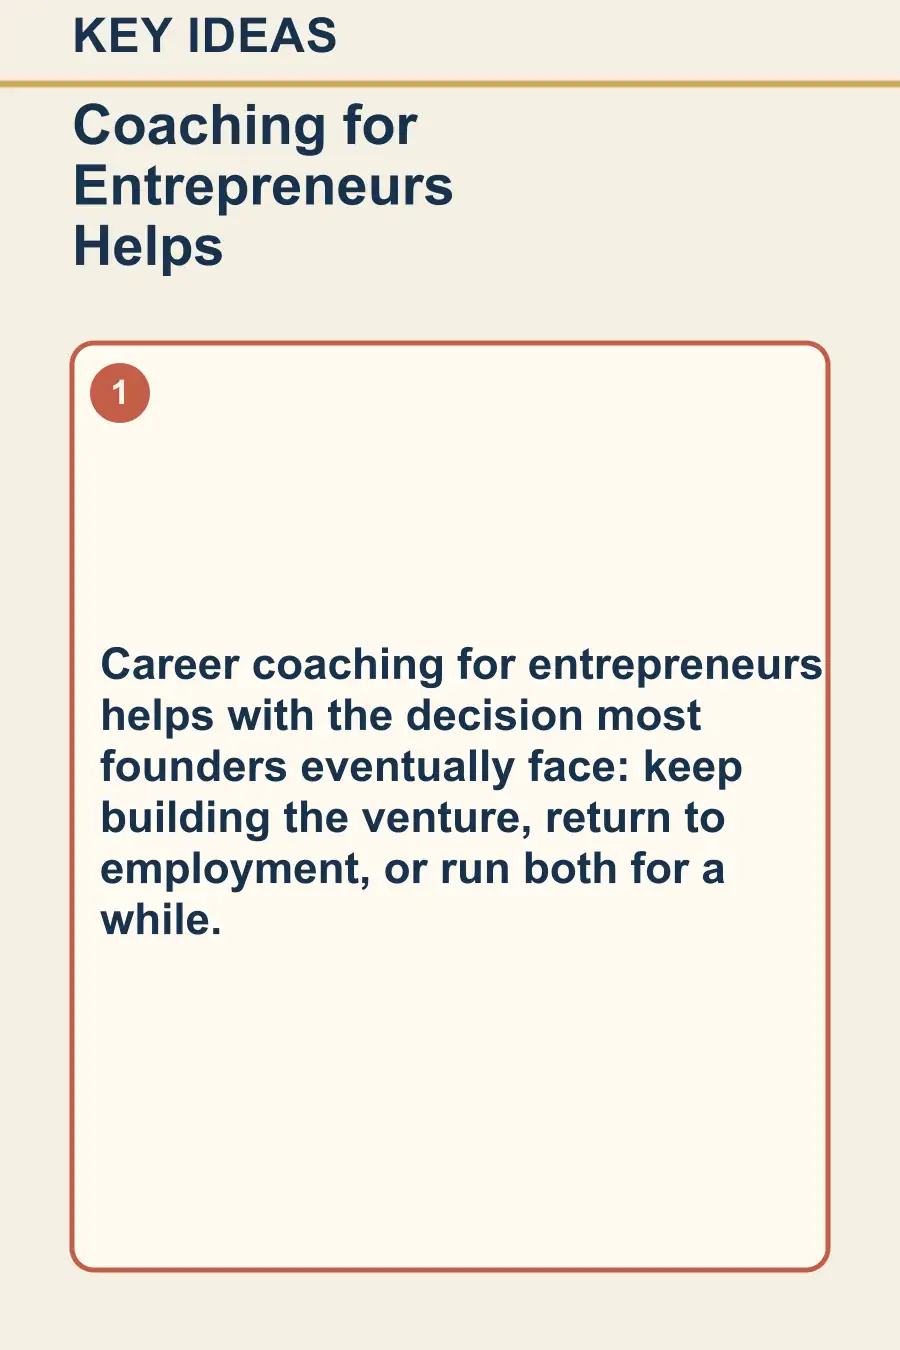 KEY IDEAS
Coaching for
Entrepreneurs
Helps
1
Career coaching for entrepreneurs
helps with the decision most
founders eventually face: keep
building the venture, return to
employment, or run both for a
while.